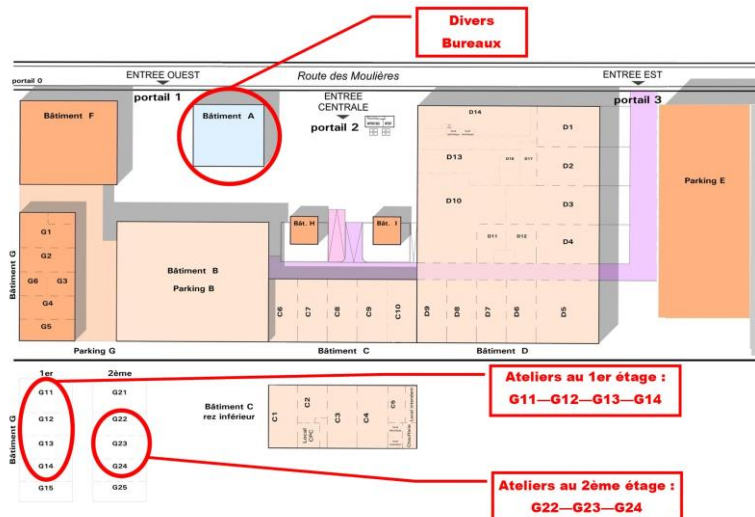 Divers
Bureaux
ENTREE OUEST
Route des Moulières
ENTREE EST
portail 0
portail 1
ENTREE
CENTRALE
portail 2
portail 3
Bâtiment F
Bâtiment A
D14
D1
D13
D16
D17
D2
Parking E
D10
D3
G1
Bât. H
Bât. I
D11
D12
D4
G2
Bâtiment G
G6
G3
Bâtiment B
Parking B
G4
G5
C6
C7
C8
C9
C10
D9
D8
D7
D6
D5
Parking G
Bâtiment C
Bâtiment D
1er
2ème
Ateliers au 1er étage :
G11—G12—G13—G14
G11
G21
Bâtiment G
G12
G22
G13
G23
G14
G24
G15
G25
Bâtiment C
rez inférieur
C1
C2
Local
CPC
C3
C4
C5
Chaufferie
Ateliers au 2ème étage :
G22—G23—G24